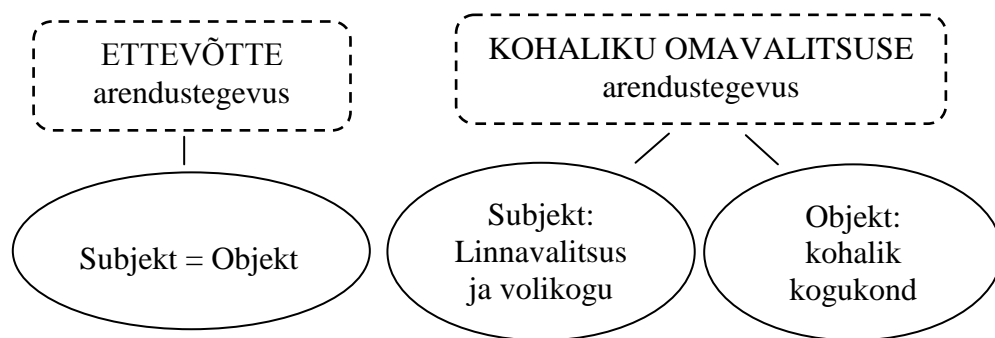 ETTEVÕTTE
arendustegevus
KOHALIKU OMAVALITSUSE
arendustegevus
Subjekt = Objekt
Subjekt:
Linnavalitsus
ja volikogu
Objekt:
kohalik
kogukond